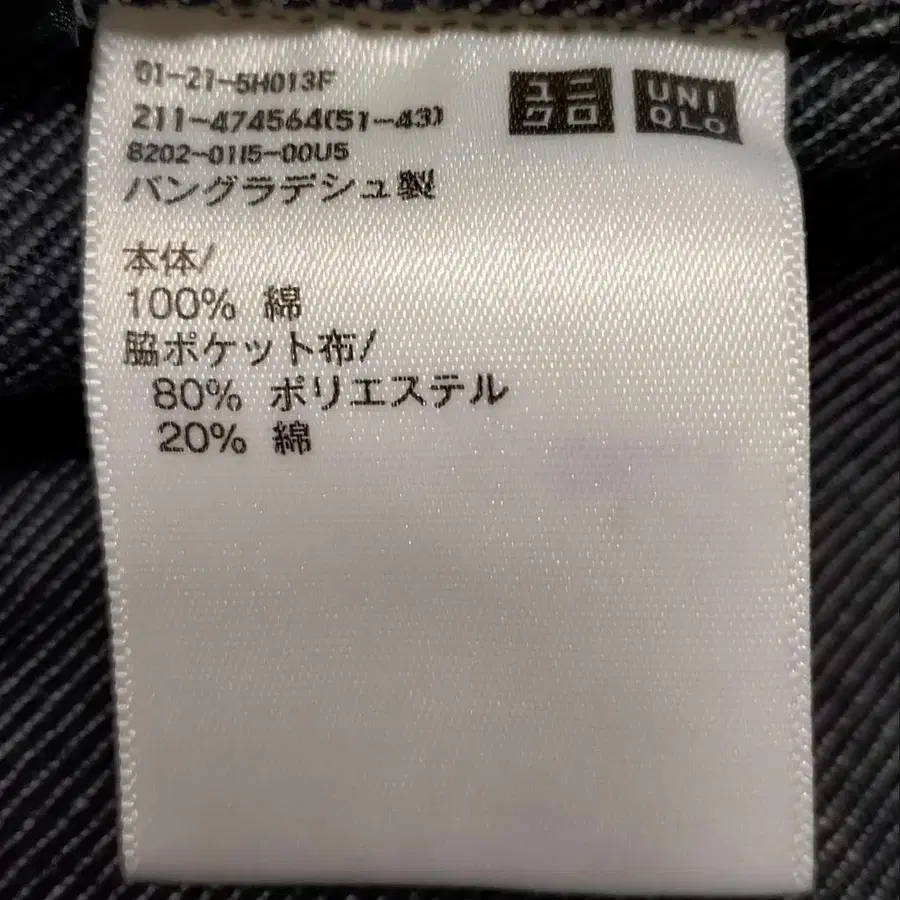 01-21-5H013F
211-474564(51-43)
8202-0115-00U5
バングラデシュ製
ユニ
クロ
UNI
QLO
本体/
100% 綿
脇ポケット布/
80% ポリエステル
20% 綿